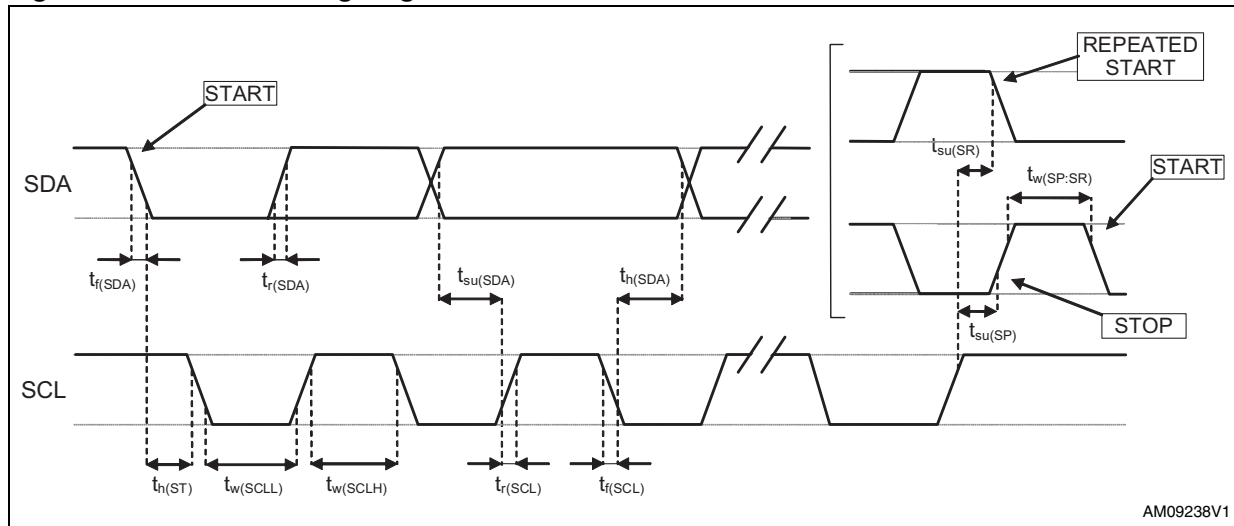 REPEATED
START
START
SDA
t_su(SR)
t_w(SP:SR)
START
t_f(SDA)
t_r(SDA)
t_su(SDA)
t_h(SDA)
t_su(SP)
STOP
SCL
t_h(ST)
t_w(SCLL)
t_w(SCLH)
t_r(SCL)
t_f(SCL)
AM09238V1